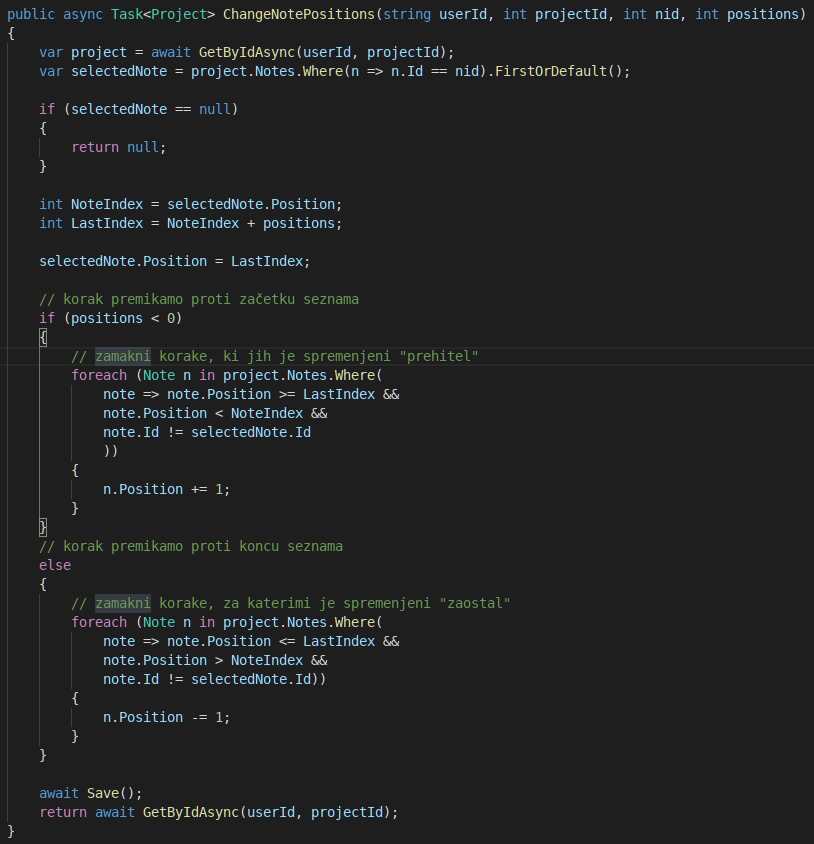 public async Task<Project> ChangeNotePositions(string userId, int projectId, int nid, int positions)
{
    var project = await GetByIdAsync(userId, projectId);
    var selectedNote = project.Notes.Where(n => n.Id == nid).FirstOrDefault();

    if (selectedNote == null)
    {
        return null;
    }

    int NoteIndex = selectedNote.Position;
    int LastIndex = NoteIndex + positions;

    selectedNote.Position = LastIndex;

    // korak premikamo proti začetku seznama
    if (positions < 0)
    {
        // zamakni korake, ki jih je spremenjeni "prehitel"
        foreach (Note n in project.Notes.Where(
            note => note.Position >= LastIndex &&
            note.Position < NoteIndex &&
            note.Id != selectedNote.Id
            ))
        {
            n.Position += 1;
        }
    }
    // korak premikamo proti koncu seznama
    else
    {
        // zamakni korake, za katerimi je spremenjeni "zaostal"
        foreach (Note n in project.Notes.Where(
            note => note.Position <= LastIndex &&
            note.Position > NoteIndex &&
            note.Id != selectedNote.Id))
        {
            n.Position -= 1;
        }
    }

    await Save();
    return await GetByIdAsync(userId, projectId);
}